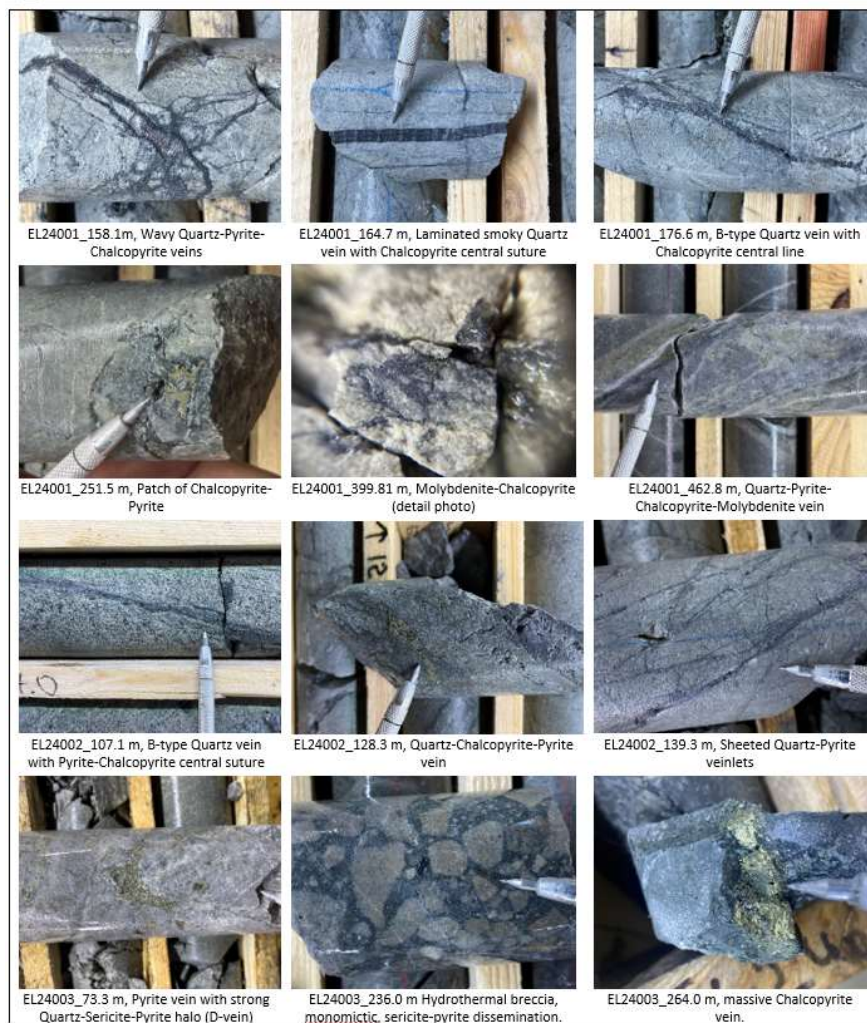 EL24001_158.1m, Wavy Quartz-Pyrite-
Chalcopyrite veins
EL24001_164.7 m, Laminated smoky Quartz
vein with Chalcopyrite central suture
EL24001_176.6 m, B-type Quartz vein with
Chalcopyrite central line
EL24001_251.5 m, Patch of Chalcopyrite-
Pyrite
EL24001_399.81 m, Molybdenite-Chalcopyrite
(detail photo)
EL24001_462.8 m, Quartz-Pyrite-
Chalcopyrite-Molybdenite vein
EL24002_107.1 m, B-type Quartz vein
with Pyrite-Chalcopyrite central suture
EL24002_128.3 m, Quartz-Chalcopyrite-Pyrite
vein
EL24002_139.3 m, Sheeted Quartz-Pyrite
veinlets
EL24003_73.3 m, Pyrite vein with strong
Quartz-Sericite-Pyrite halo (D-vein)
EL24003_236.0 m Hydrothermal breccia,
monomictic, sericite-pyrite dissemination.
EL24003_264.0 m, massive Chalcopyrite
vein.